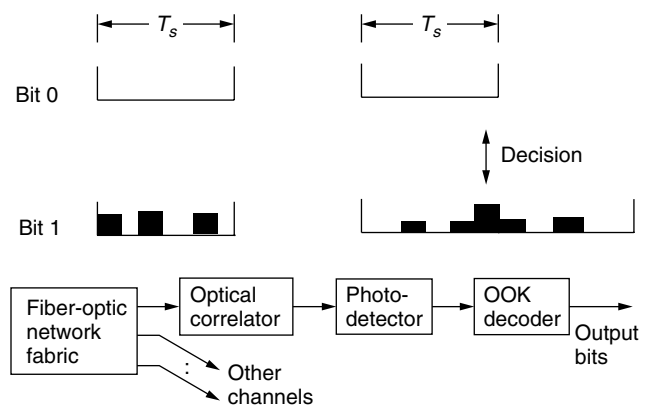 T_s
T_s
Bit 0
Decision
Bit 1
Fiber-optic
network
fabric
Optical
correlator
Photo-
detector
OOK
decoder
Output
bits
:
Other
channels